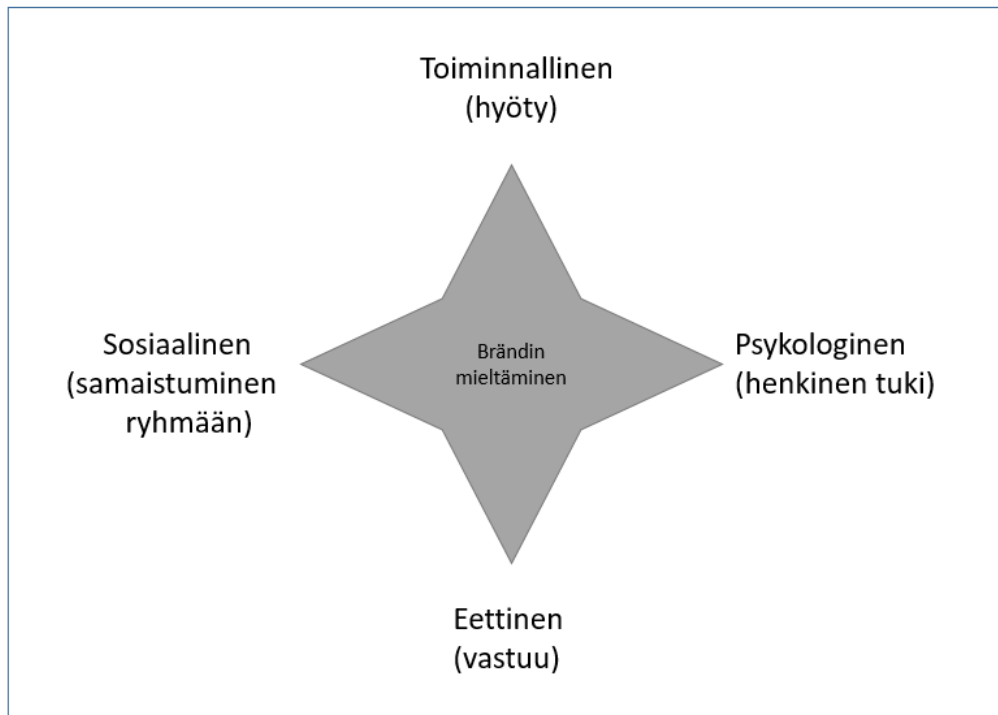 Toiminnallinen
(hyöty)
Sosiaalinen
(samaistuminen
ryhmään)
Brändin
mieltäminen
Psykologinen
(henkinen tuki)
Eettinen
(vastuu)